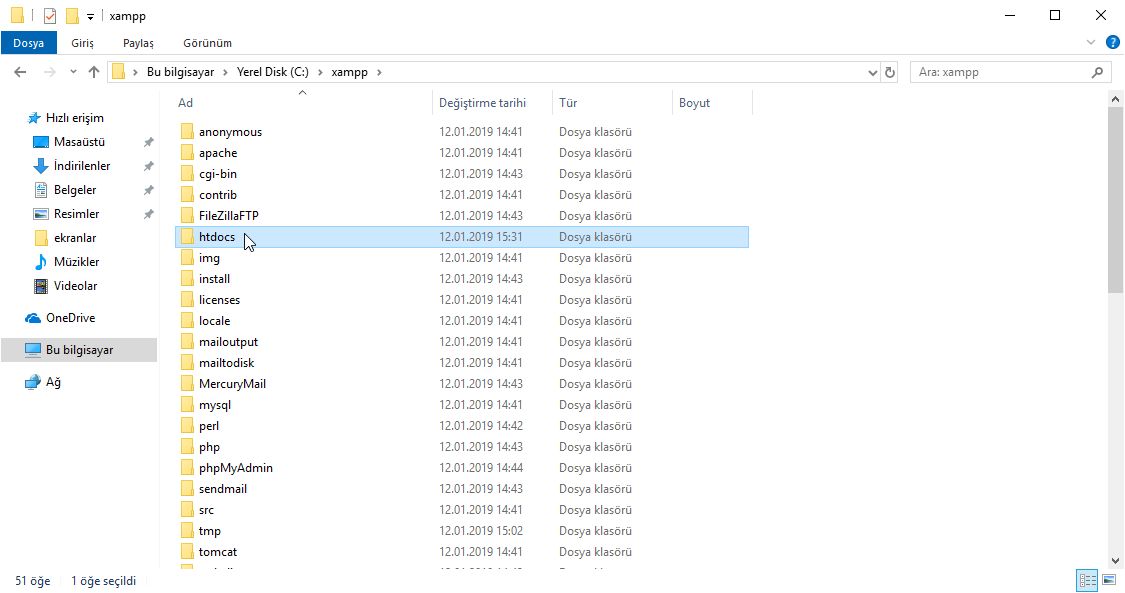 xampp
Dosya Giriş Paylaş Görünüm
Bu bilgisayar Yerel Disk (C:) xampp
Ara: xampp
Hızlı erişim
Masaüstü
İndirilenler
Belgeler
Resimler
ekranlar
Müzikler
Videolar
OneDrive
Bu bilgisayar
Ağ
Ad Değiştirme tarihi Tür Boyut
anonymous 12.01.2019 14:41 Dosya klasörü
apache 12.01.2019 14:41 Dosya klasörü
cgi-bin 12.01.2019 14:43 Dosya klasörü
contrib 12.01.2019 14:41 Dosya klasörü
FileZillaFTP 12.01.2019 14:43 Dosya klasörü
htdocs 12.01.2019 15:31 Dosya klasörü
img 12.01.2019 14:41 Dosya klasörü
install 12.01.2019 14:43 Dosya klasörü
licenses 12.01.2019 14:41 Dosya klasörü
locale 12.01.2019 14:41 Dosya klasörü
mailoutput 12.01.2019 14:41 Dosya klasörü
mailtodisk 12.01.2019 14:41 Dosya klasörü
MercuryMail 12.01.2019 14:43 Dosya klasörü
mysql 12.01.2019 14:41 Dosya klasörü
perl 12.01.2019 14:42 Dosya klasörü
php 12.01.2019 14:43 Dosya klasörü
phpMyAdmin 12.01.2019 14:44 Dosya klasörü
sendmail 12.01.2019 14:43 Dosya klasörü
src 12.01.2019 14:41 Dosya klasörü
tmp 12.01.2019 15:02 Dosya klasörü
tomcat 12.01.2019 14:41 Dosya klasörü
51 öğe 1 öğe seçildi